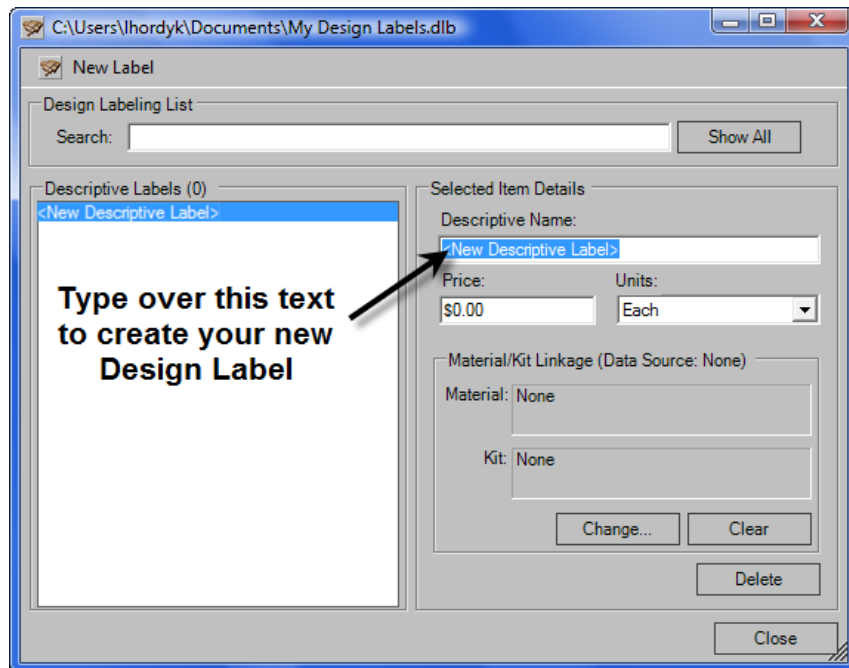 C:\Users\lhordyk\Documents\My Design Labels.dlb
New Label
Design Labeling List
Search:
Show All
Descriptive Labels (0)
<New Descriptive Label>
Type over this text
to create your new
Design Label
Selected Item Details
Descriptive Name:
<New Descriptive Label>
Price:
Units:
$0.00
Each
Material/Kit Linkage (Data Source: None)
Material: None
Kit: None
Change...
Clear
Delete
Close